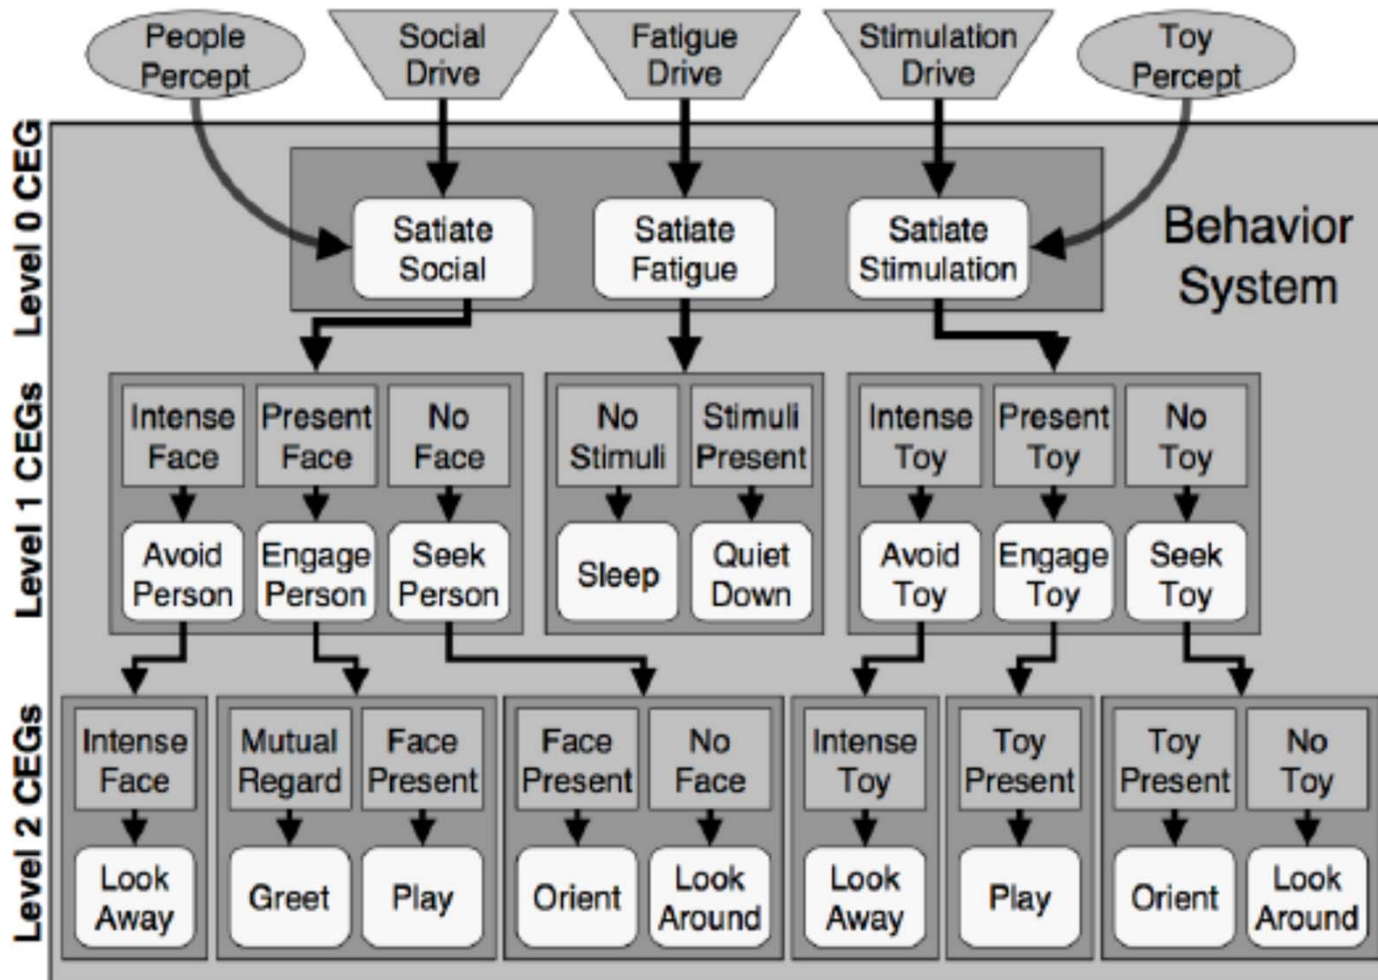 People
Percept
Social
Drive
Fatigue
Drive
Stimulation
Drive
Toy
Percept
Level 0 CEG
Satiate
Social
Satiate
Fatigue
Satiate
Stimulation
Behavior
System
Level 1 CEGs
Intense
Face
Present
Face
No
Face
No
Stimuli
Stimuli
Present
Intense
Toy
Present
Toy
No
Toy
Avoid
Person
Engage
Person
Seek
Person
Sleep
Quiet
Down
Avoid
Toy
Engage
Toy
Seek
Toy
Level 2 CEGs
Intense
Face
Mutual
Regard
Face
Present
Face
Present
No
Face
Intense
Toy
Toy
Present
Toy
Present
No
Toy
Look
Away
Greet
Play
Orient
Look
Around
Look
Away
Play
Orient
Look
Around